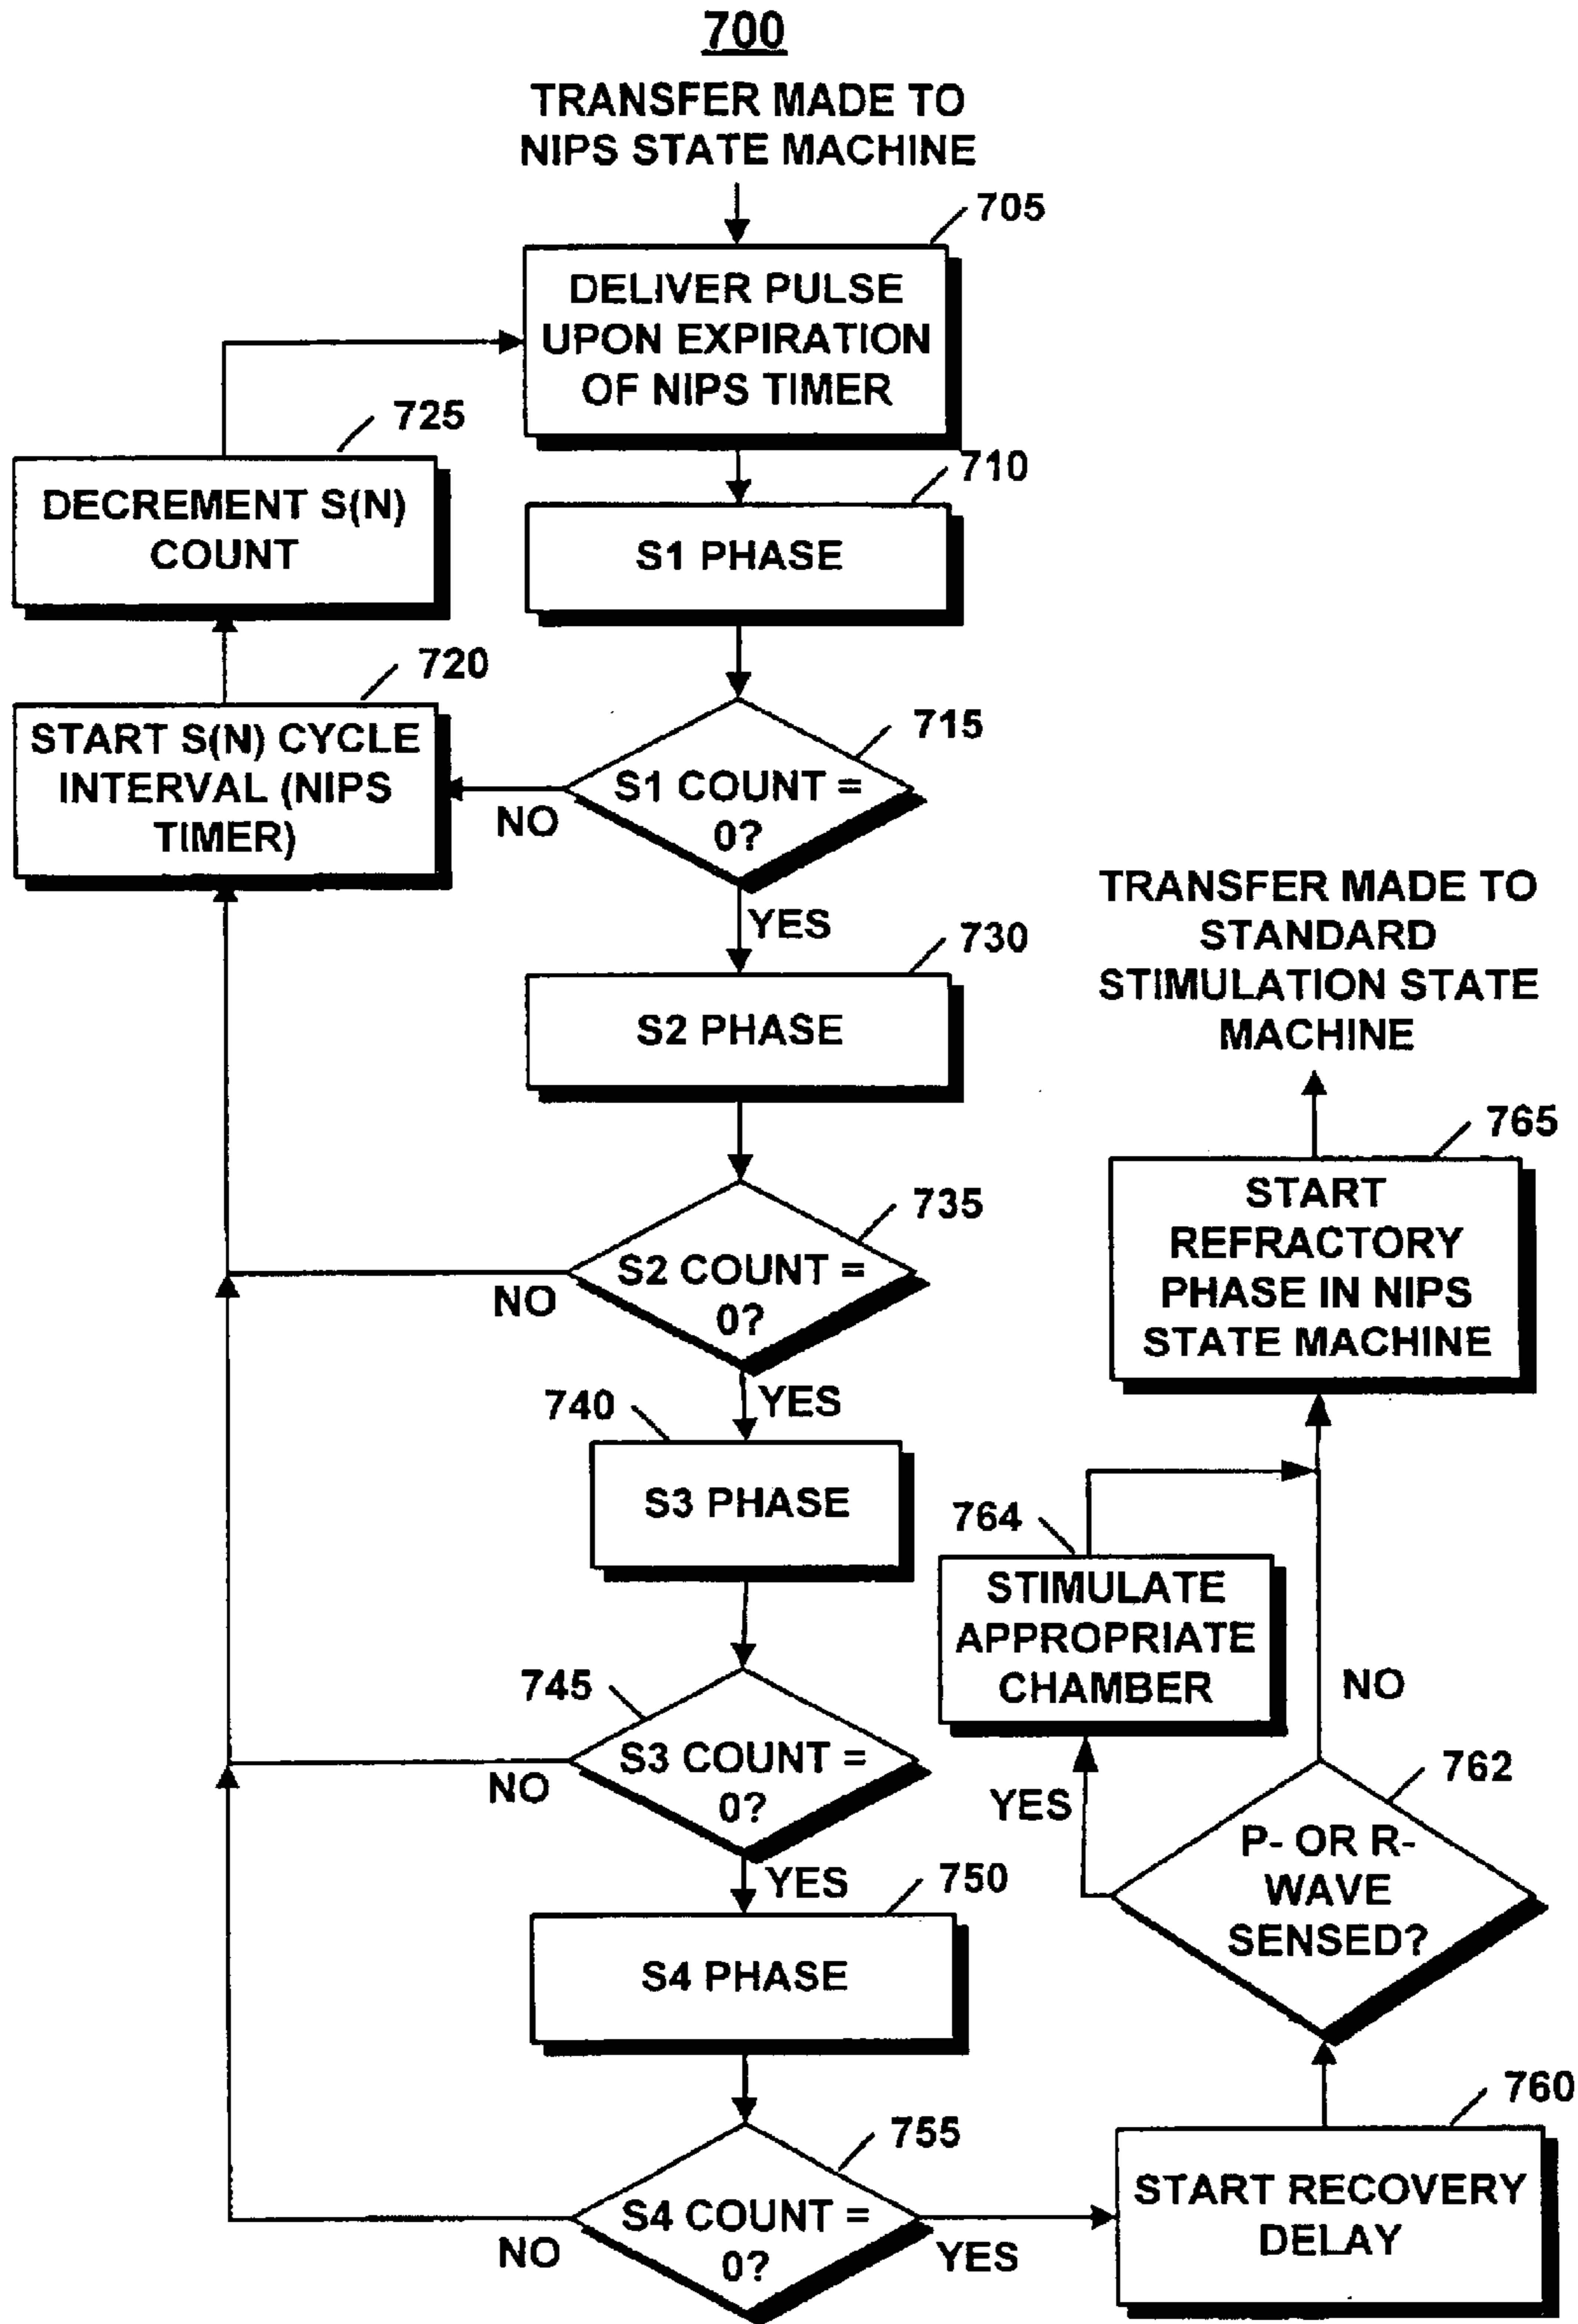 700
TRANSFER MADE TO
NIPS STATE MACHINE
705
DELIVER PULSE
UPON EXPIRATION
OF NIPS TIMER
725
DECREMENT S(N)
COUNT
710
S1 PHASE
720
START S(N) CYCLE
INTERVAL (NIPS
TIMER)
715
S1 COUNT =
0?
NO
YES
730
S2 PHASE
735
S2 COUNT =
0?
NO
YES
740
S3 PHASE
745
S3 COUNT =
0?
NO
YES
750
S4 PHASE
755
S4 COUNT =
0?
NO
YES
760
START RECOVERY
DELAY
762
P- OR R-
WAVE
SENSED?
YES
NO
764
STIMULATE
APPROPRIATE
CHAMBER
765
START
REFRACTORY
PHASE IN NIPS
STATE MACHINE
TRANSFER MADE TO
STANDARD
STIMULATION STATE
MACHINE